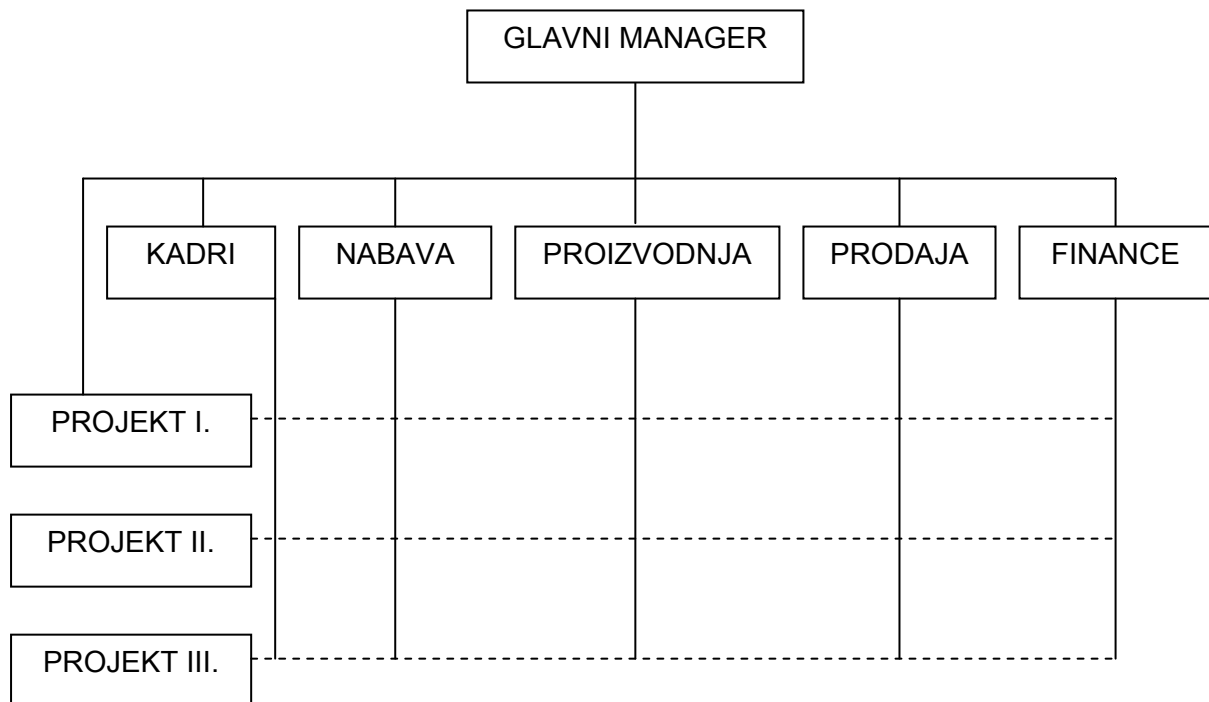 GLAVNI MANAGER
KADRI
NABAVA
PROIZVODNJA
PRODAJA
FINANCE
PROJEKT I.
PROJEKT II.
PROJEKT III.